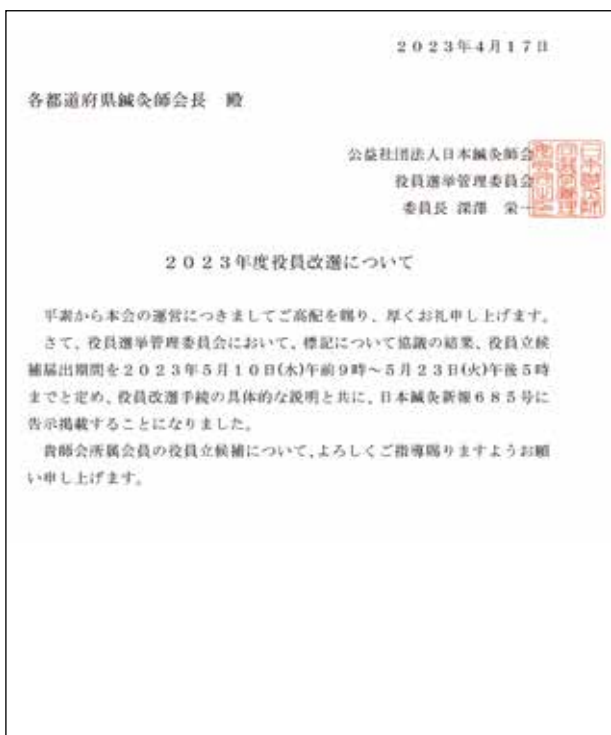 ２０２３年４月１７日
各都道府県鍼灸師会長　殿
公益社団法人日本鍼灸師会
役員選挙管理委員会
委員長　深澤　栄一
２０２３年度役員改選について
平素から本会の運営につきましてご高配を賜り、厚くお礼申し上げます。
さて、役員選挙管理委員会において、標記について協議の結果、役員立候
補届出期間を２０２３年５月１０日(水)午前９時～５月２３日(火)午後５時
までと定め、役員改選手続の具体的な説明と共に、日本鍼灸新報６８５号に
告示掲載することになりました。
貴師会所属会員の役員立候補について、よろしくご指導賜りますようお願
い申し上げます。